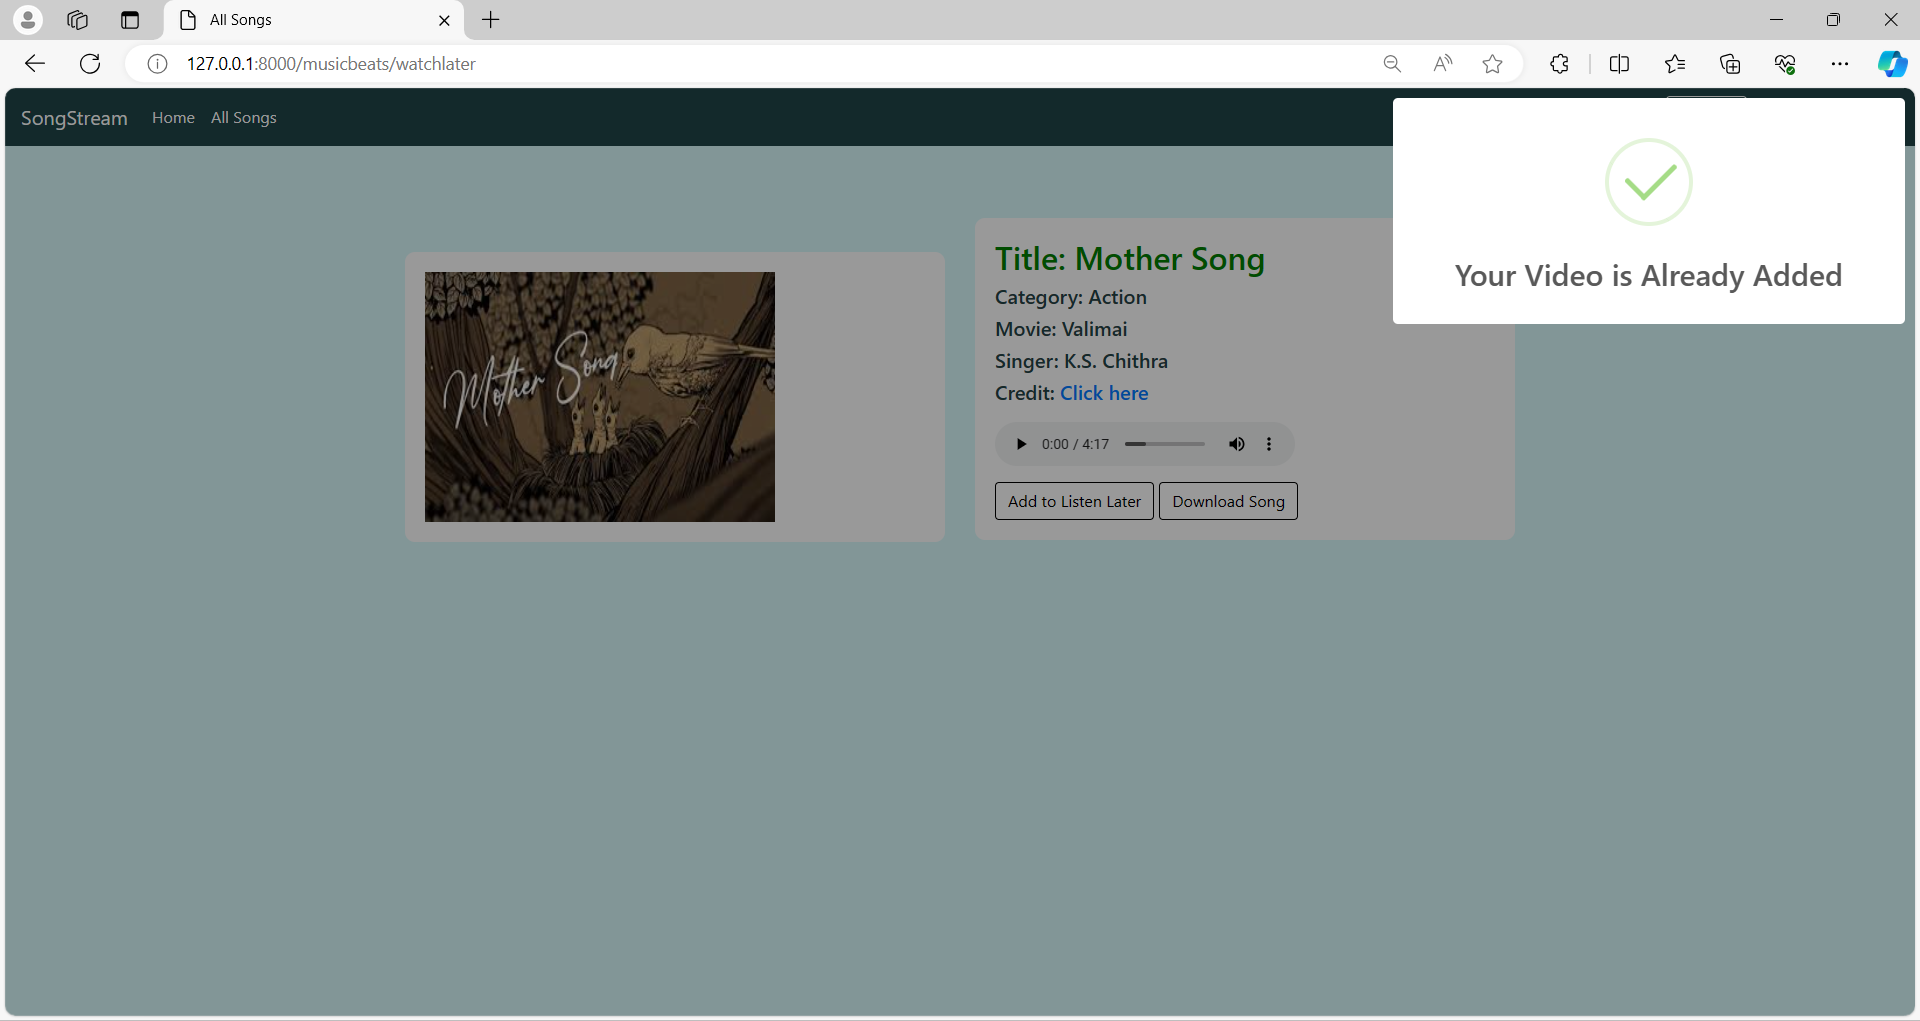 All Songs
127.0.0.1:8000/musicbeats/watchlater
SongStream Home All Songs
Your Video is Already Added
Mother Song
Title: Mother Song
Category: Action
Movie: Valimai
Singer: K.S. Chithra
Credit: Click here
0:00 / 4:17
Add to Listen Later Download Song